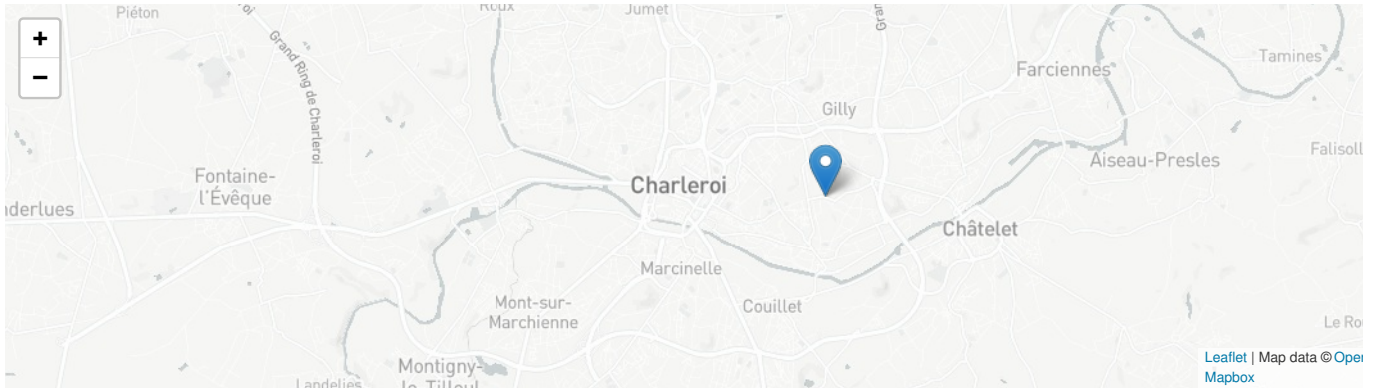 +
−
Piéton
Roux
Jumet
Grand Ring de Charleroi
Tamines
Farciennes
Gilly
Aiseau-Presles
Fontaine-
l'Évêque
Charleroi
Châtelet
Marcinelle
Mont-sur-
Marchienne
Couillet
Montigny-
Leaflet | Map data ©
Mapbox